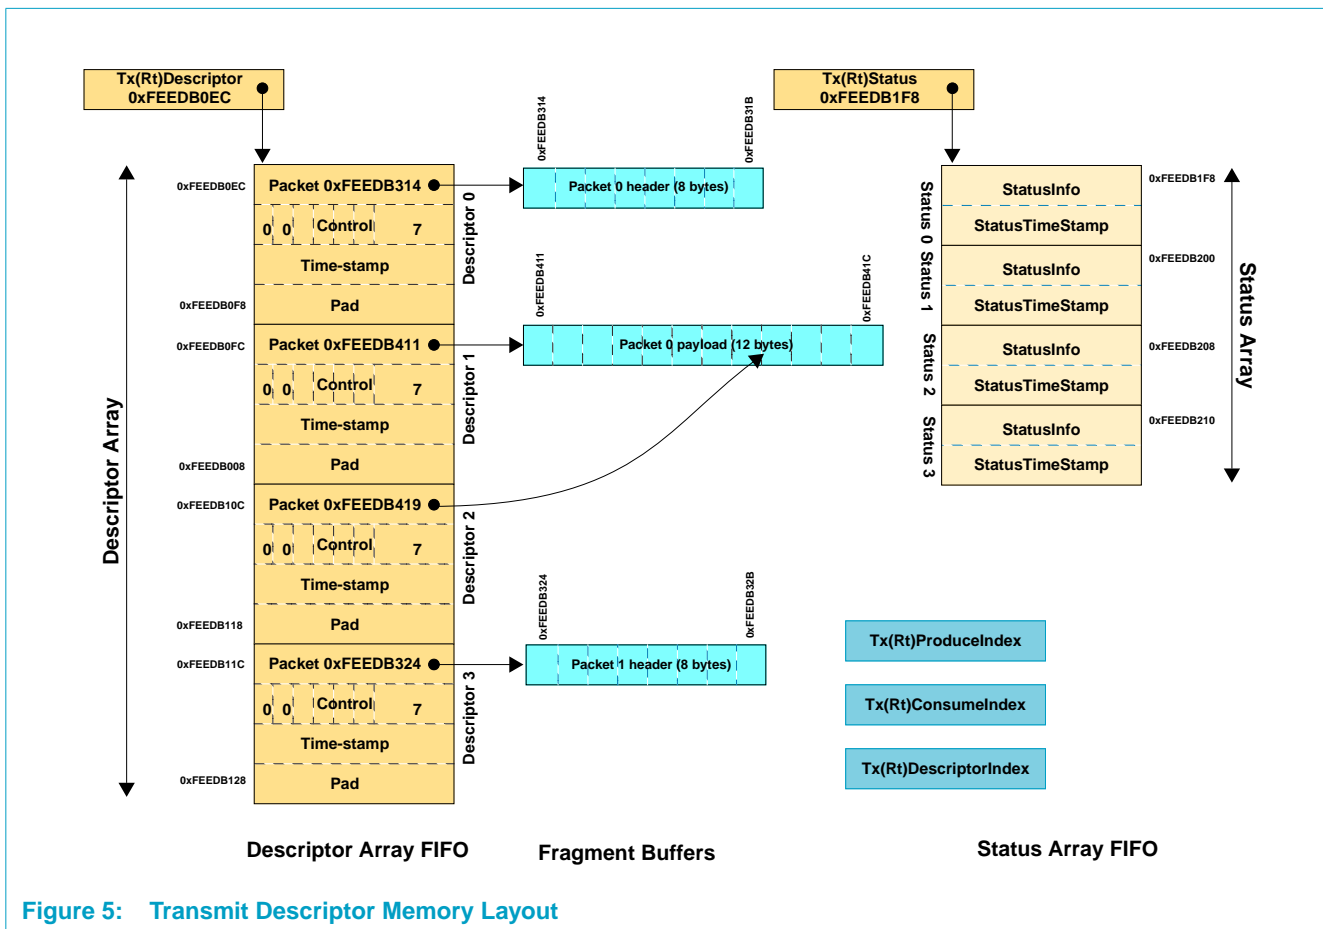 Tx(Rt)Descriptor
0xFEEDB0EC
Tx(Rt)Status
0xFEEDB1F8
0xFEEDB314
0xFEEDB31B
0xFEEDB0EC
Packet 0xFEEDB314
0 0 Control 7
Time-stamp
0xFEEDB0F8
Pad
Descriptor 0
Packet 0 header (8 bytes)
0xFEEDB411
0xFEEDB41C
0xFEEDB0FC
Packet 0xFEEDB411
0 0 Control 7
Time-stamp
0xFEEDB008
Pad
Descriptor 1
Packet 0 payload (12 bytes)
0xFEEDB10C
Packet 0xFEEDB419
0 0 Control 7
Time-stamp
0xFEEDB118
Pad
Descriptor 2
0xFEEDB324
0xFEEDB32B
0xFEEDB11C
Packet 0xFEEDB324
0 0 Control 7
Time-stamp
0xFEEDB128
Pad
Descriptor 3
Packet 1 header (8 bytes)
Descriptor Array
Status 0
StatusInfo
StatusTimeStamp
0xFEEDB1F8
Status 1
StatusInfo
StatusTimeStamp
0xFEEDB200
Status 2
StatusInfo
StatusTimeStamp
0xFEEDB208
Status 3
StatusInfo
StatusTimeStamp
0xFEEDB210
Status Array
Tx(Rt)ProduceIndex
Tx(Rt)ConsumeIndex
Tx(Rt)DescriptorIndex
Descriptor Array FIFO
Fragment Buffers
Status Array FIFO
Figure 5: Transmit Descriptor Memory Layout